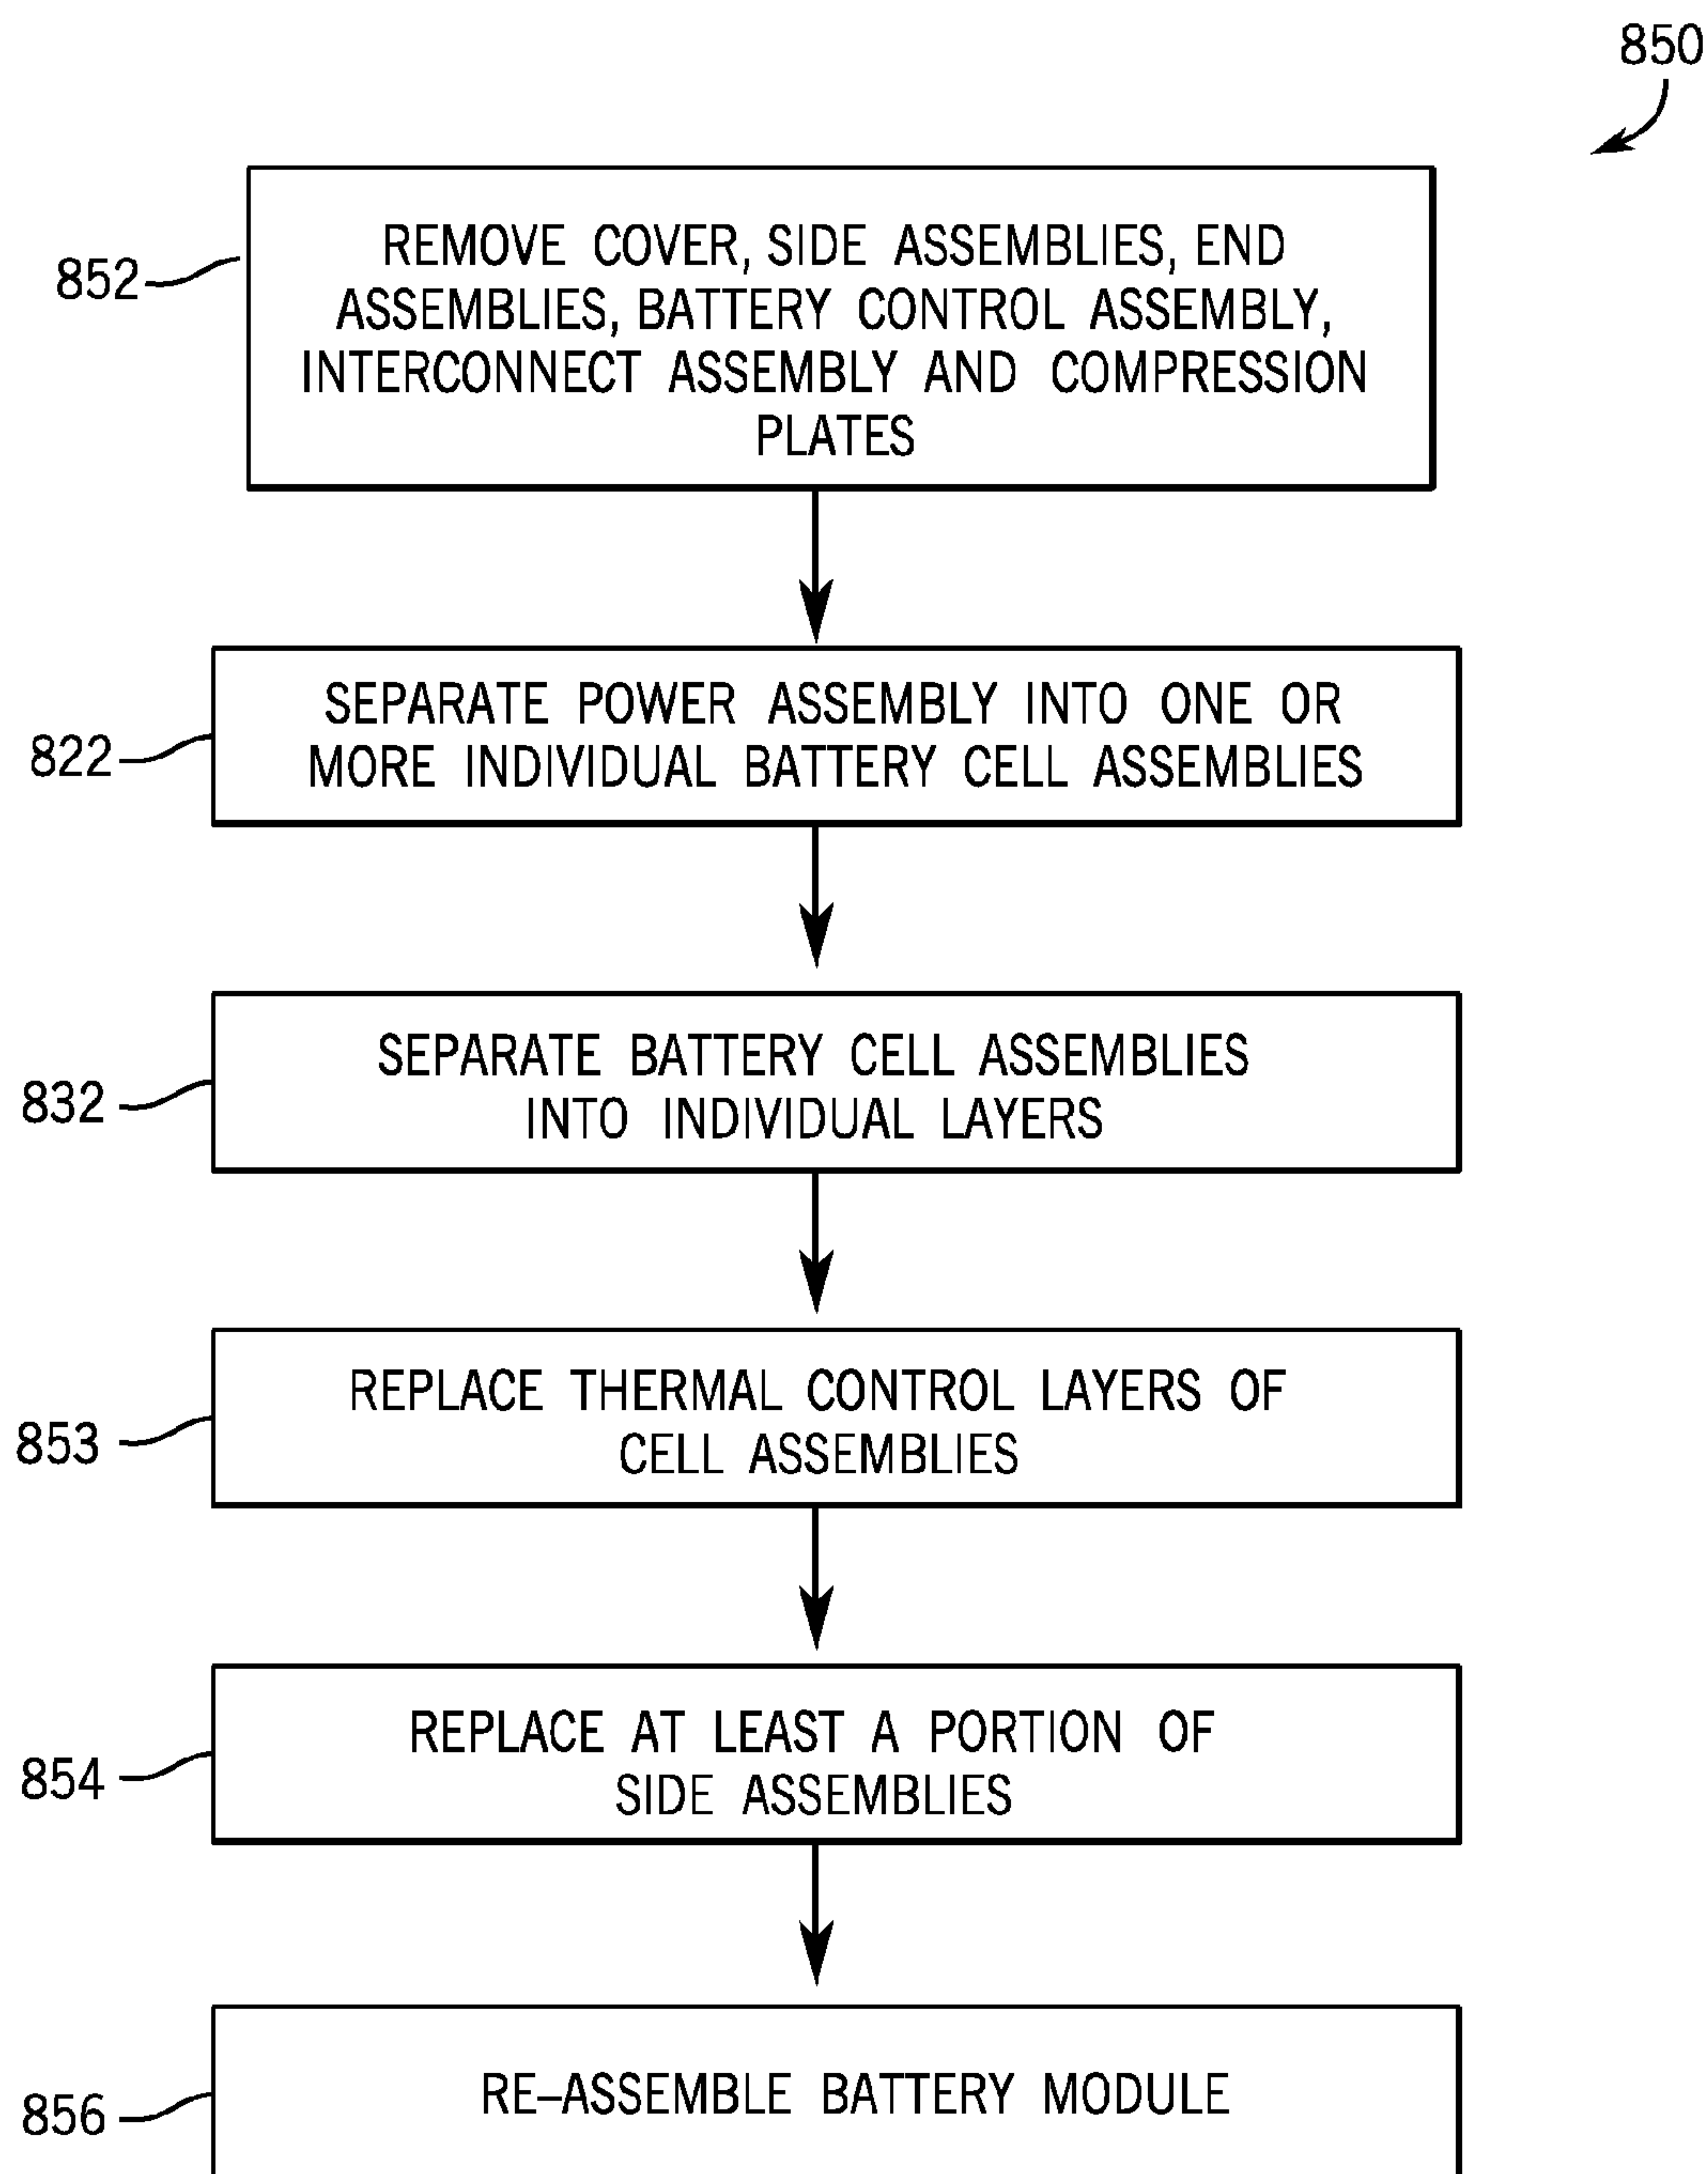 850
852
REMOVE COVER, SIDE ASSEMBLIES, END
ASSEMBLIES, BATTERY CONTROL ASSEMBLY,
INTERCONNECT ASSEMBLY AND COMPRESSION
PLATES
822
SEPARATE POWER ASSEMBLY INTO ONE OR
MORE INDIVIDUAL BATTERY CELL ASSEMBLIES
832
SEPARATE BATTERY CELL ASSEMBLIES
INTO INDIVIDUAL LAYERS
853
REPLACE THERMAL CONTROL LAYERS OF
CELL ASSEMBLIES
854
REPLACE AT LEAST A PORTION OF
SIDE ASSEMBLIES
856
RE–ASSEMBLE BATTERY MODULE